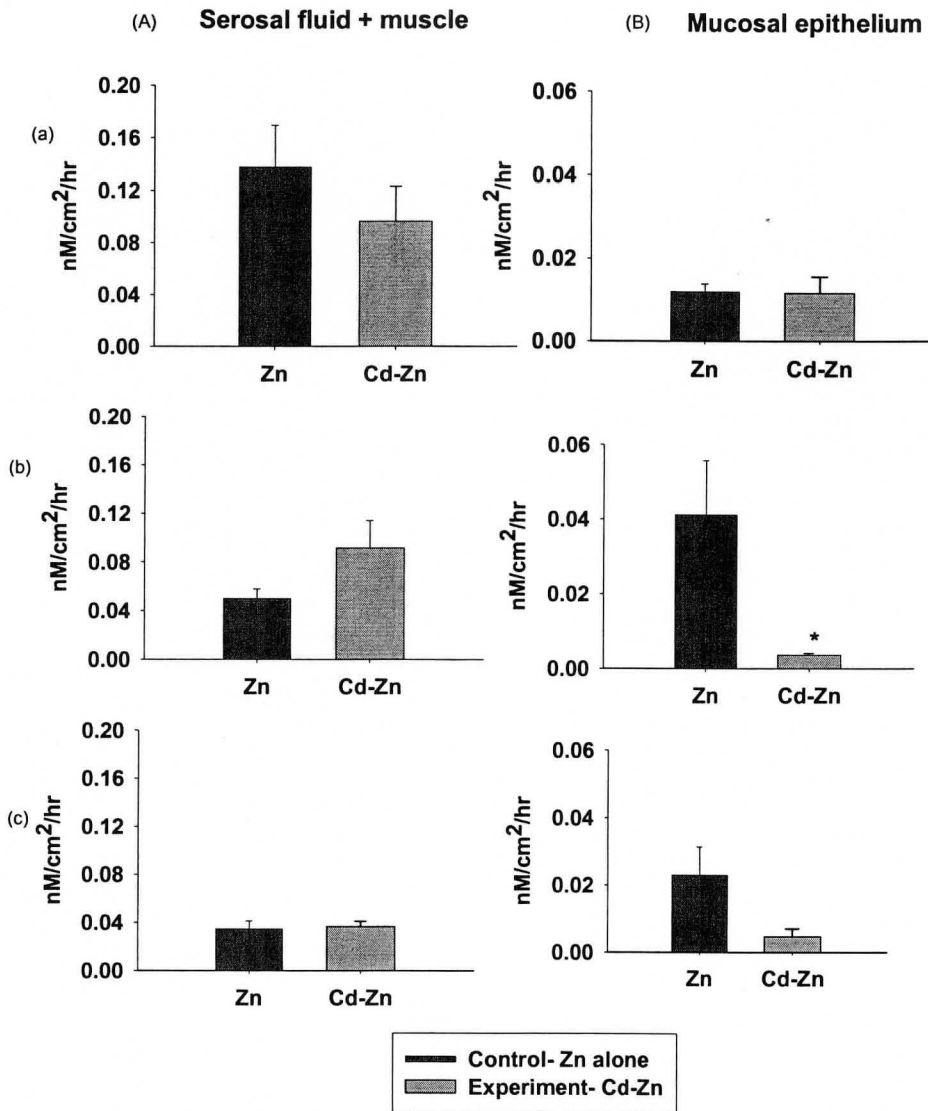 (A) Serosal fluid + muscle
(B) Mucosal epithelium
(a)
nM/cm²/hr
0.20
0.16
0.12
0.08
0.04
0.00
Zn Cd-Zn
nM/cm²/hr
0.06
0.04
0.02
0.00
Zn Cd-Zn
(b)
nM/cm²/hr
0.20
0.16
0.12
0.08
0.04
0.00
Zn Cd-Zn
nM/cm²/hr
0.06
0.04
0.02
0.00
*
Zn Cd-Zn
(c)
nM/cm²/hr
0.20
0.16
0.12
0.08
0.04
0.00
Zn Cd-Zn
nM/cm²/hr
0.06
0.04
0.02
0.00
Zn Cd-Zn
Control- Zn alone
Experiment- Cd-Zn